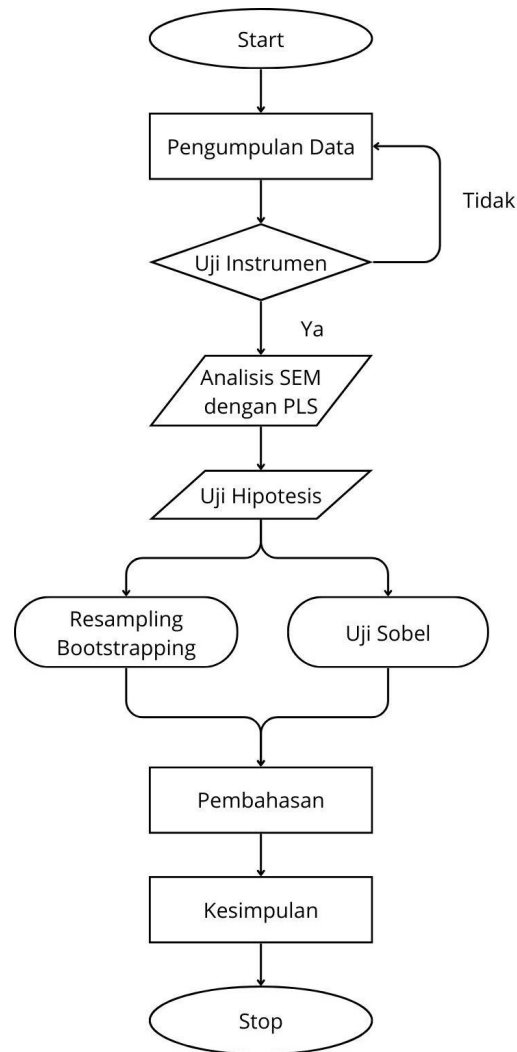 Start
Pengumpulan Data
Tidak
Uji Instrumen
Ya
Analisis SEM
dengan PLS
Uji Hipotesis
Resampling
Bootstrapping
Uji Sobel
Pembahasan
Kesimpulan
Stop